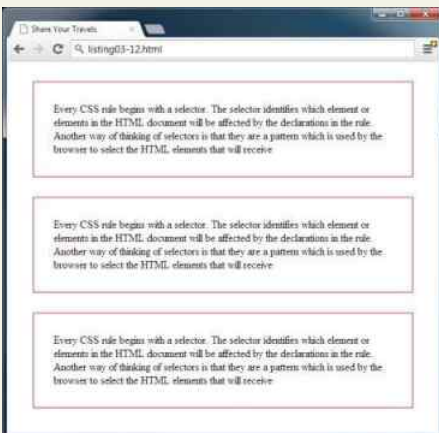 Share Your Travels
listing03-12.html
Every CSS rule begins with a selector. The selector identifies which element or
elements in the HTML document will be affected by the declarations in the rule.
Another way of thinking of selectors is that they are a pattern which is used by the
browser to select the HTML elements that will receive
Every CSS rule begins with a selector. The selector identifies which element or
elements in the HTML document will be affected by the declarations in the rule.
Another way of thinking of selectors is that they are a pattern which is used by the
browser to select the HTML elements that will receive
Every CSS rule begins with a selector. The selector identifies which element or
elements in the HTML document will be affected by the declarations in the rule.
Another way of thinking of selectors is that they are a pattern which is used by the
browser to select the HTML elements that will receive